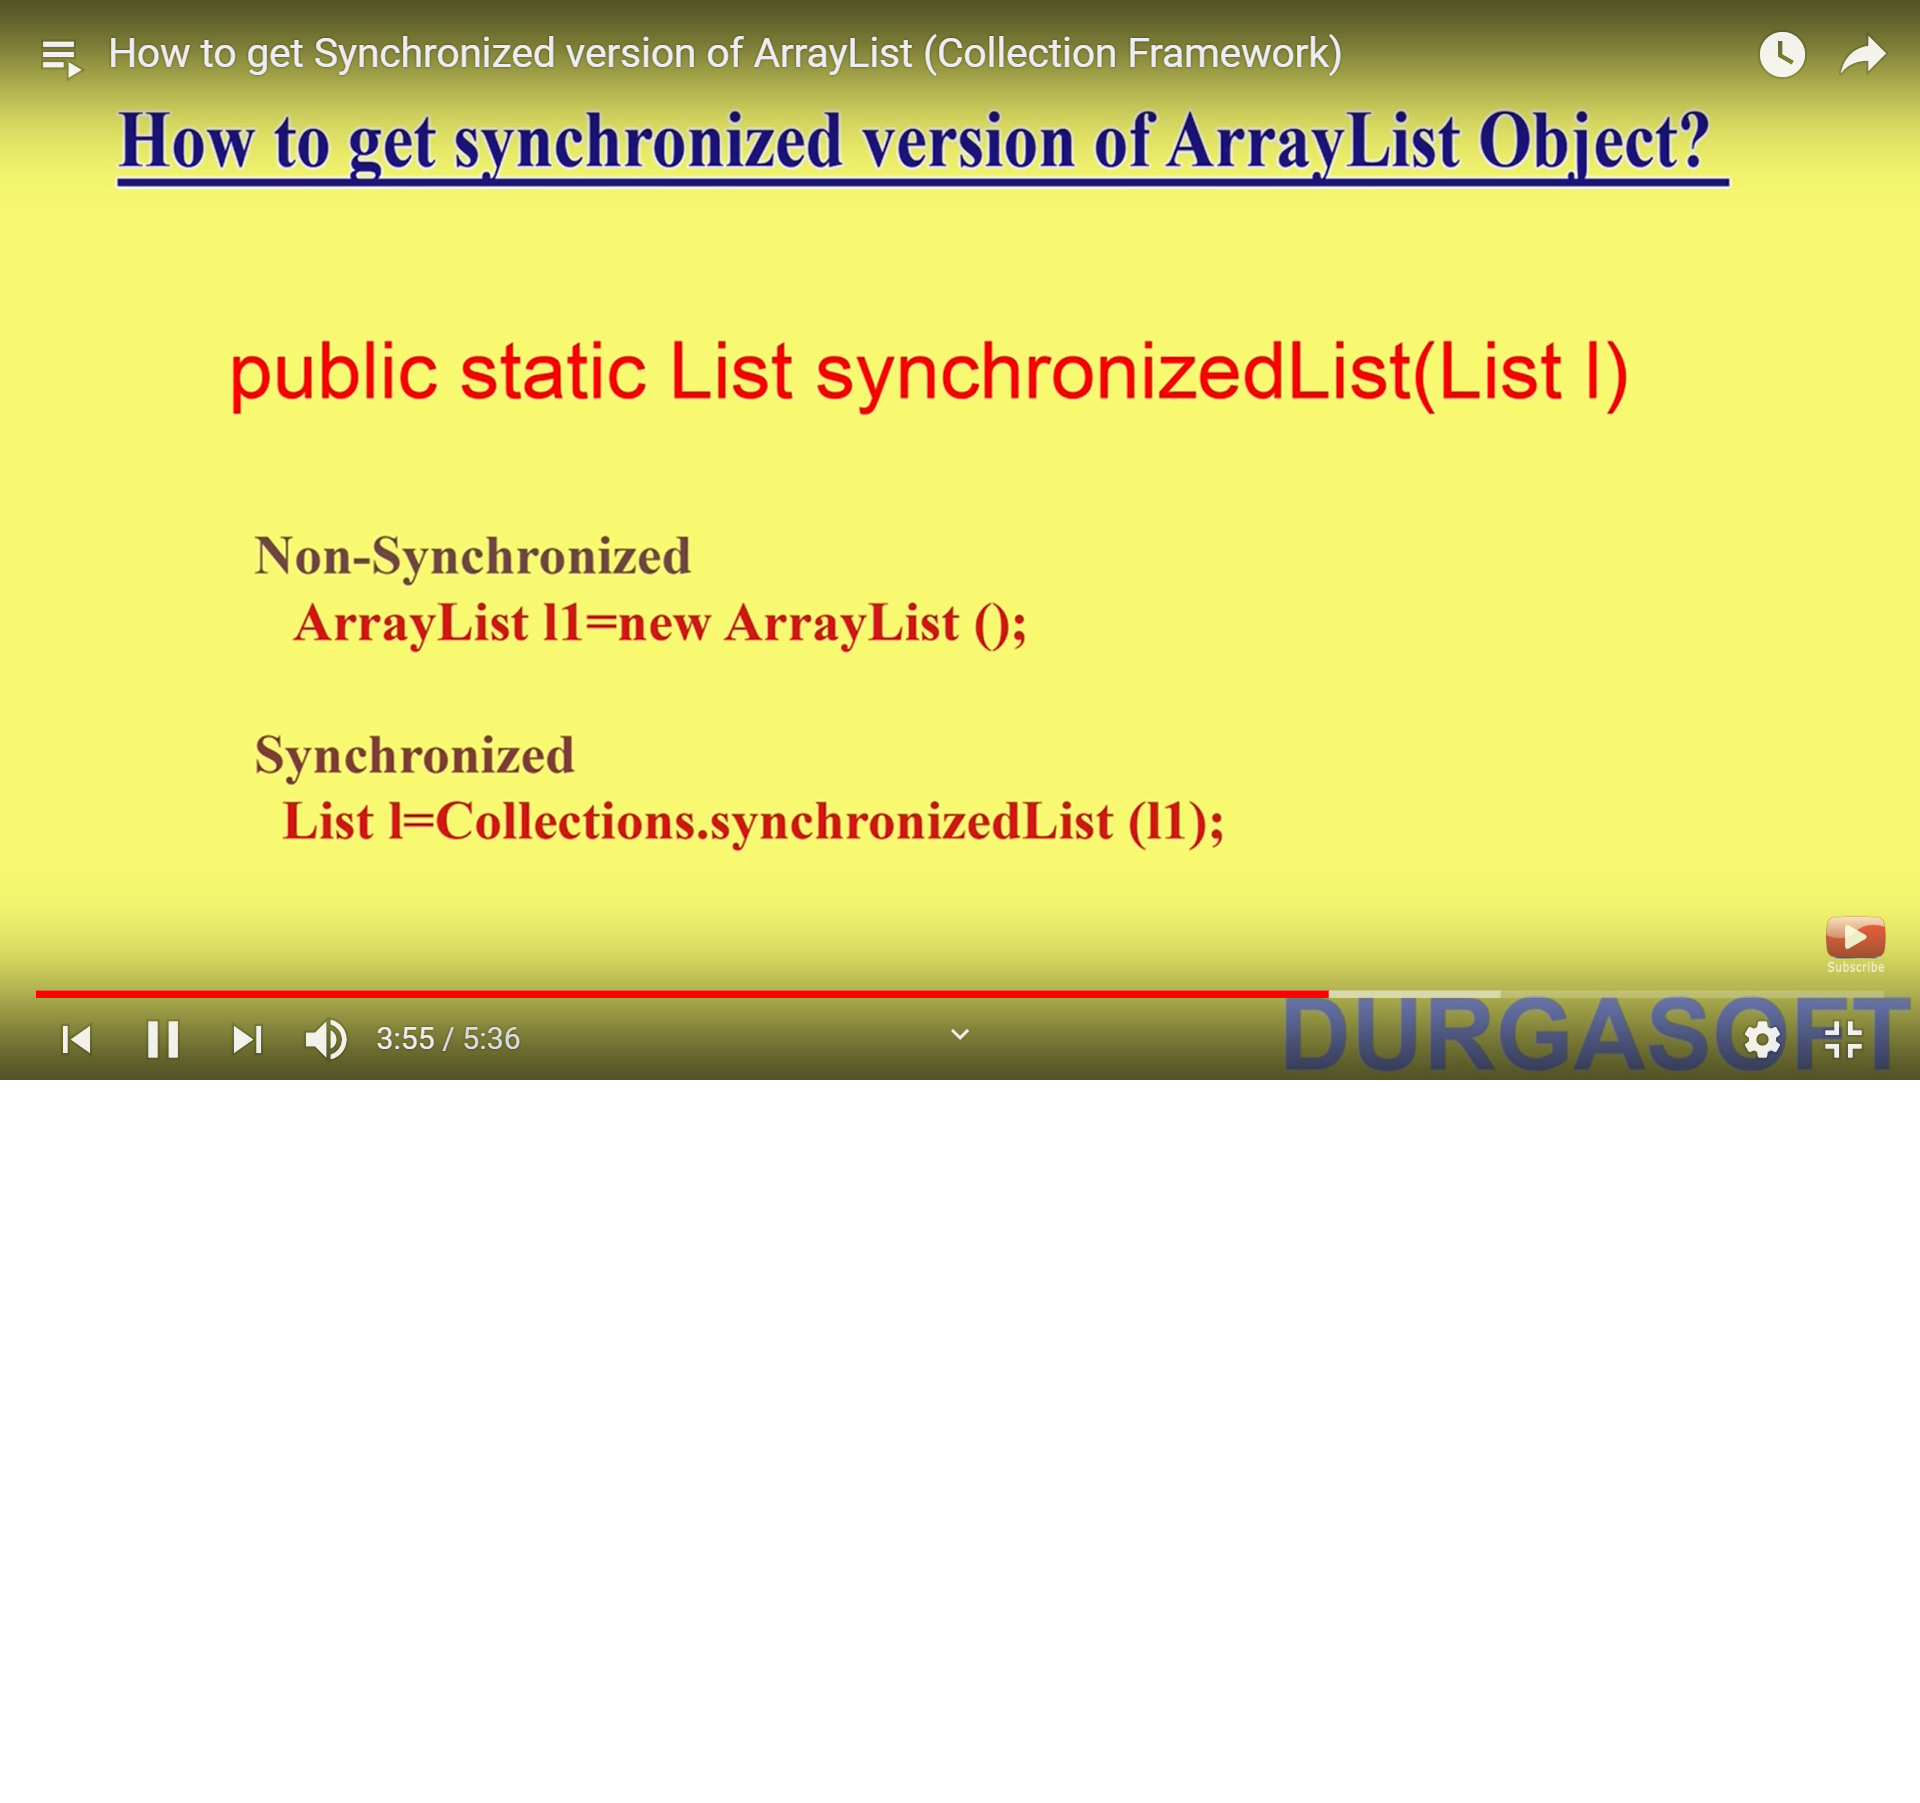 How to get Synchronized version of ArrayList (Collection Framework)
How to get synchronized version of ArrayList Object?
public static List synchronizedList(List l)
Non-Synchronized
ArrayList l1=new ArrayList ();
Synchronized
List l=Collections.synchronizedList (l1);
Subscribe
3:55 / 5:36
DURGASOFT